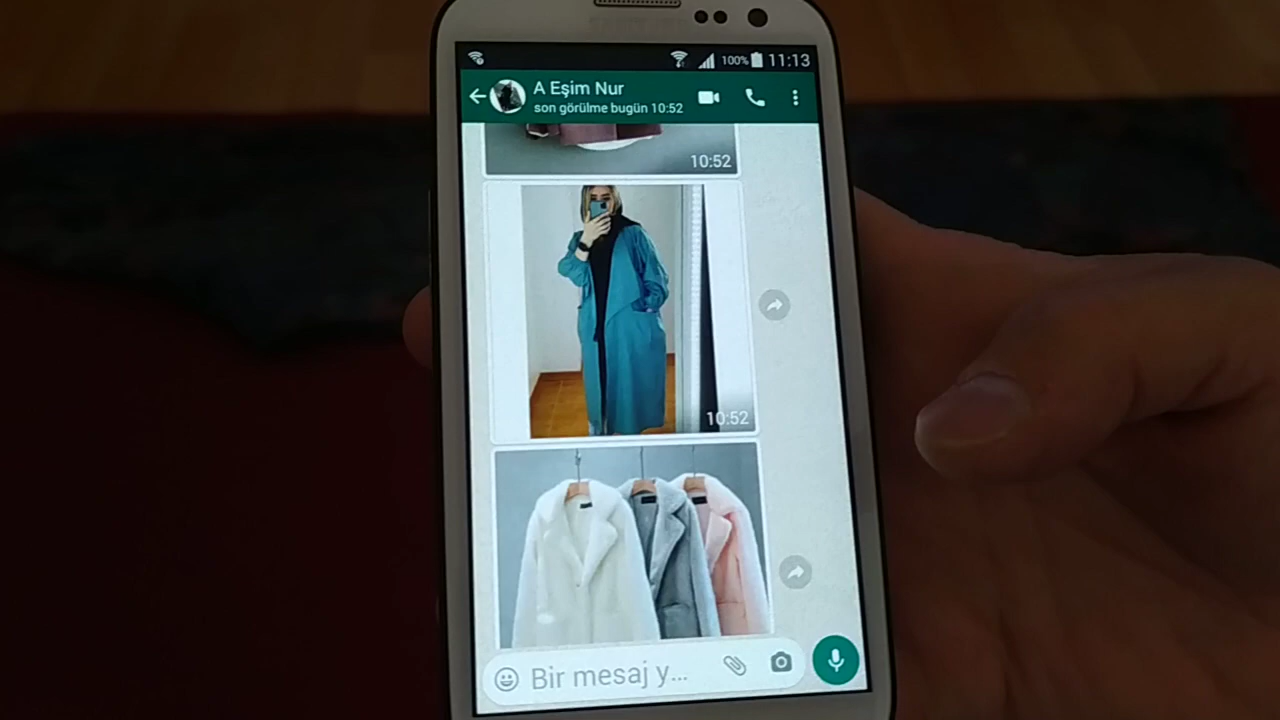 100% 11:13
A Eşim Nur
son görülme bugün 10:52
10:52
10:52
Bir mesaj y...